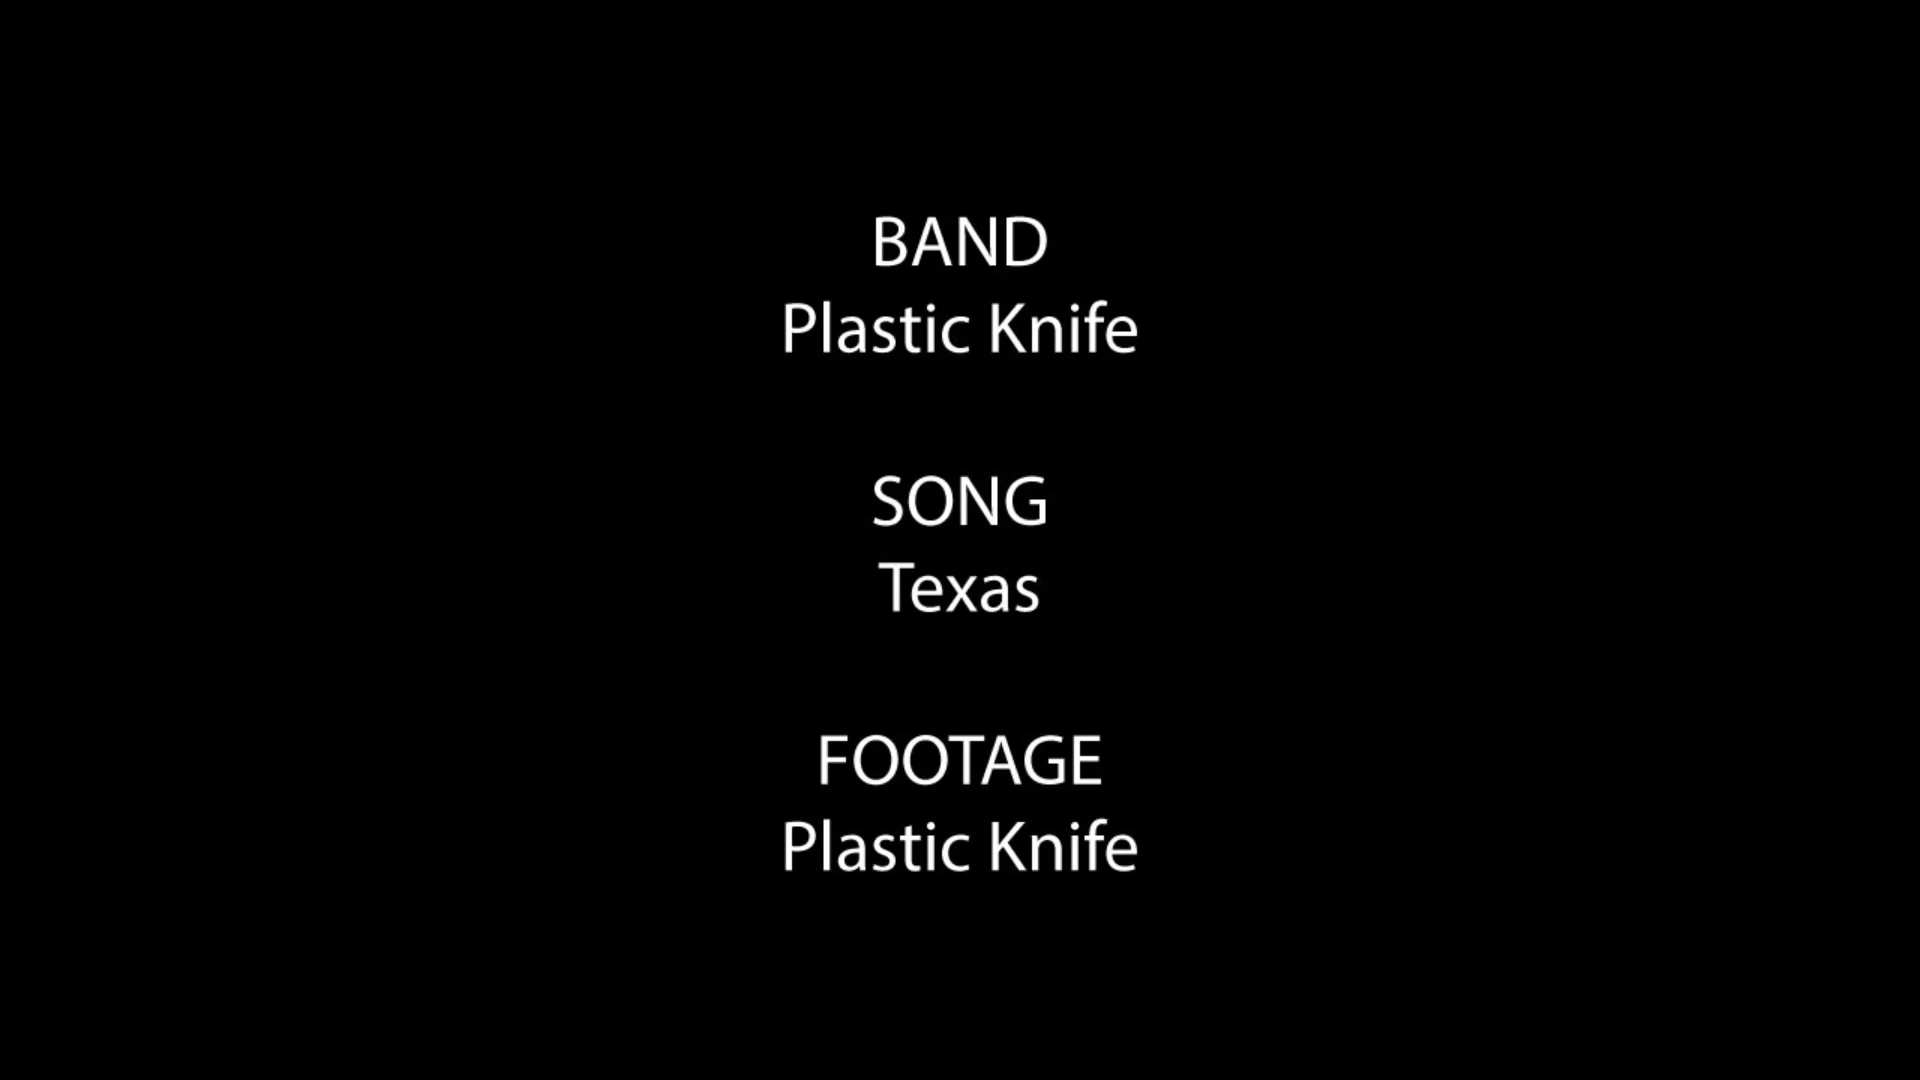 BAND
Plastic Knife
SONG
Texas
FOOTAGE
Plastic Knife